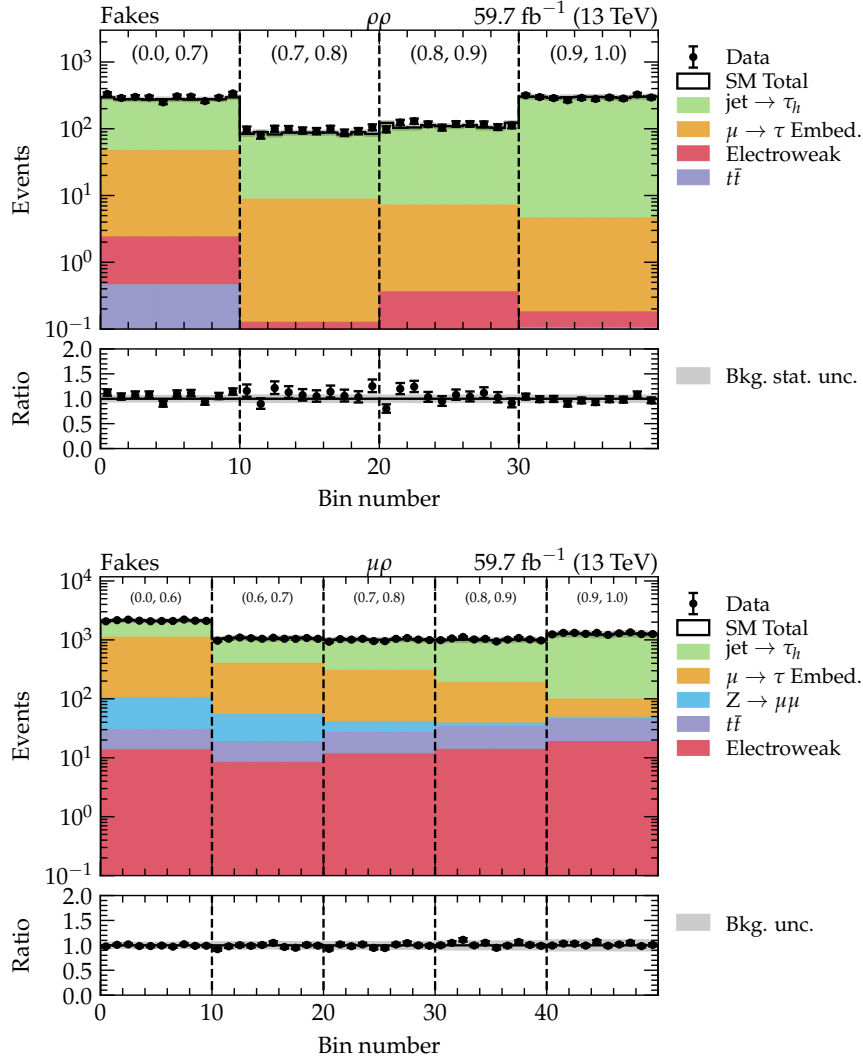 Fakes ρρ 59.7 fb⁻¹ (13 TeV)
(0.0, 0.7) (0.7, 0.8) (0.8, 0.9) (0.9, 1.0)
10³
10²
10¹
10⁰
10⁻¹
Events
Data
SM Total
jet → τₕ
μ → τ Embed.
Electroweak
tt̄
2.0
1.5
1.0
0.5
0.0
Ratio
Bkg. stat. unc.
0 10 20 30
Bin number
Fakes μρ 59.7 fb⁻¹ (13 TeV)
(0.0, 0.6) (0.6, 0.7) (0.7, 0.8) (0.8, 0.9) (0.9, 1.0)
10⁴
10³
10²
10¹
10⁰
10⁻¹
Events
Data
SM Total
jet → τₕ
μ → τ Embed.
Z → μμ
tt̄
Electroweak
2.0
1.5
1.0
0.5
0.0
Ratio
Bkg. unc.
0 10 20 30 40
Bin number